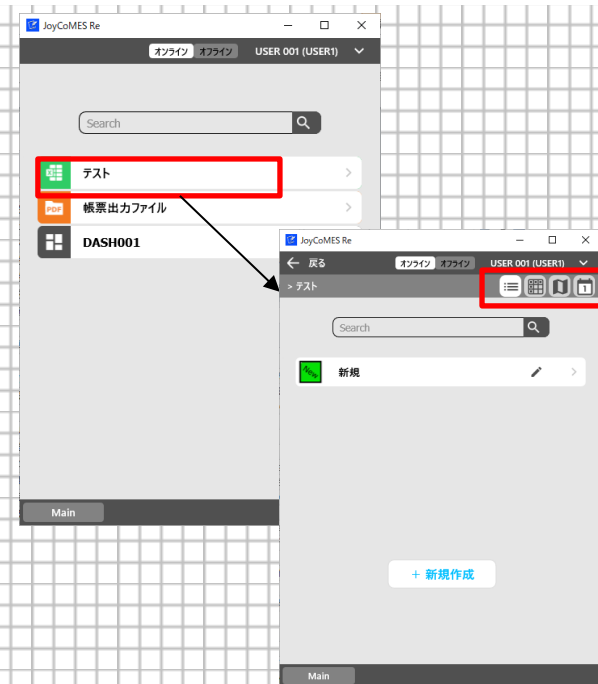 JoyCoMES Re
オンライン オフライン USER 001 (USER1)
Search
テスト
PDF 帳票出力ファイル
DASH001
Main
JoyCoMES Re
戻る オンライン オフライン USER 001 (USER1)
> テスト
1
Search
New 新規
+ 新規作成
Main